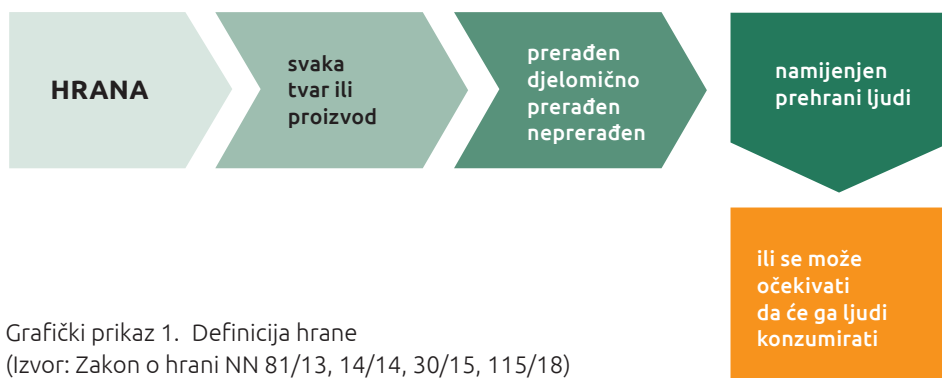 HRANA
svaka
tvar ili
proizvod
prerađen
djelomično
prerađen
neprerađen
namijenjen
prehrani ljudi
ili se može
očekivati
da će ga ljudi
konzumirati
Grafički prikaz 1. Definicija hrane
(Izvor: Zakon o hrani NN 81/13, 14/14, 30/15, 115/18)